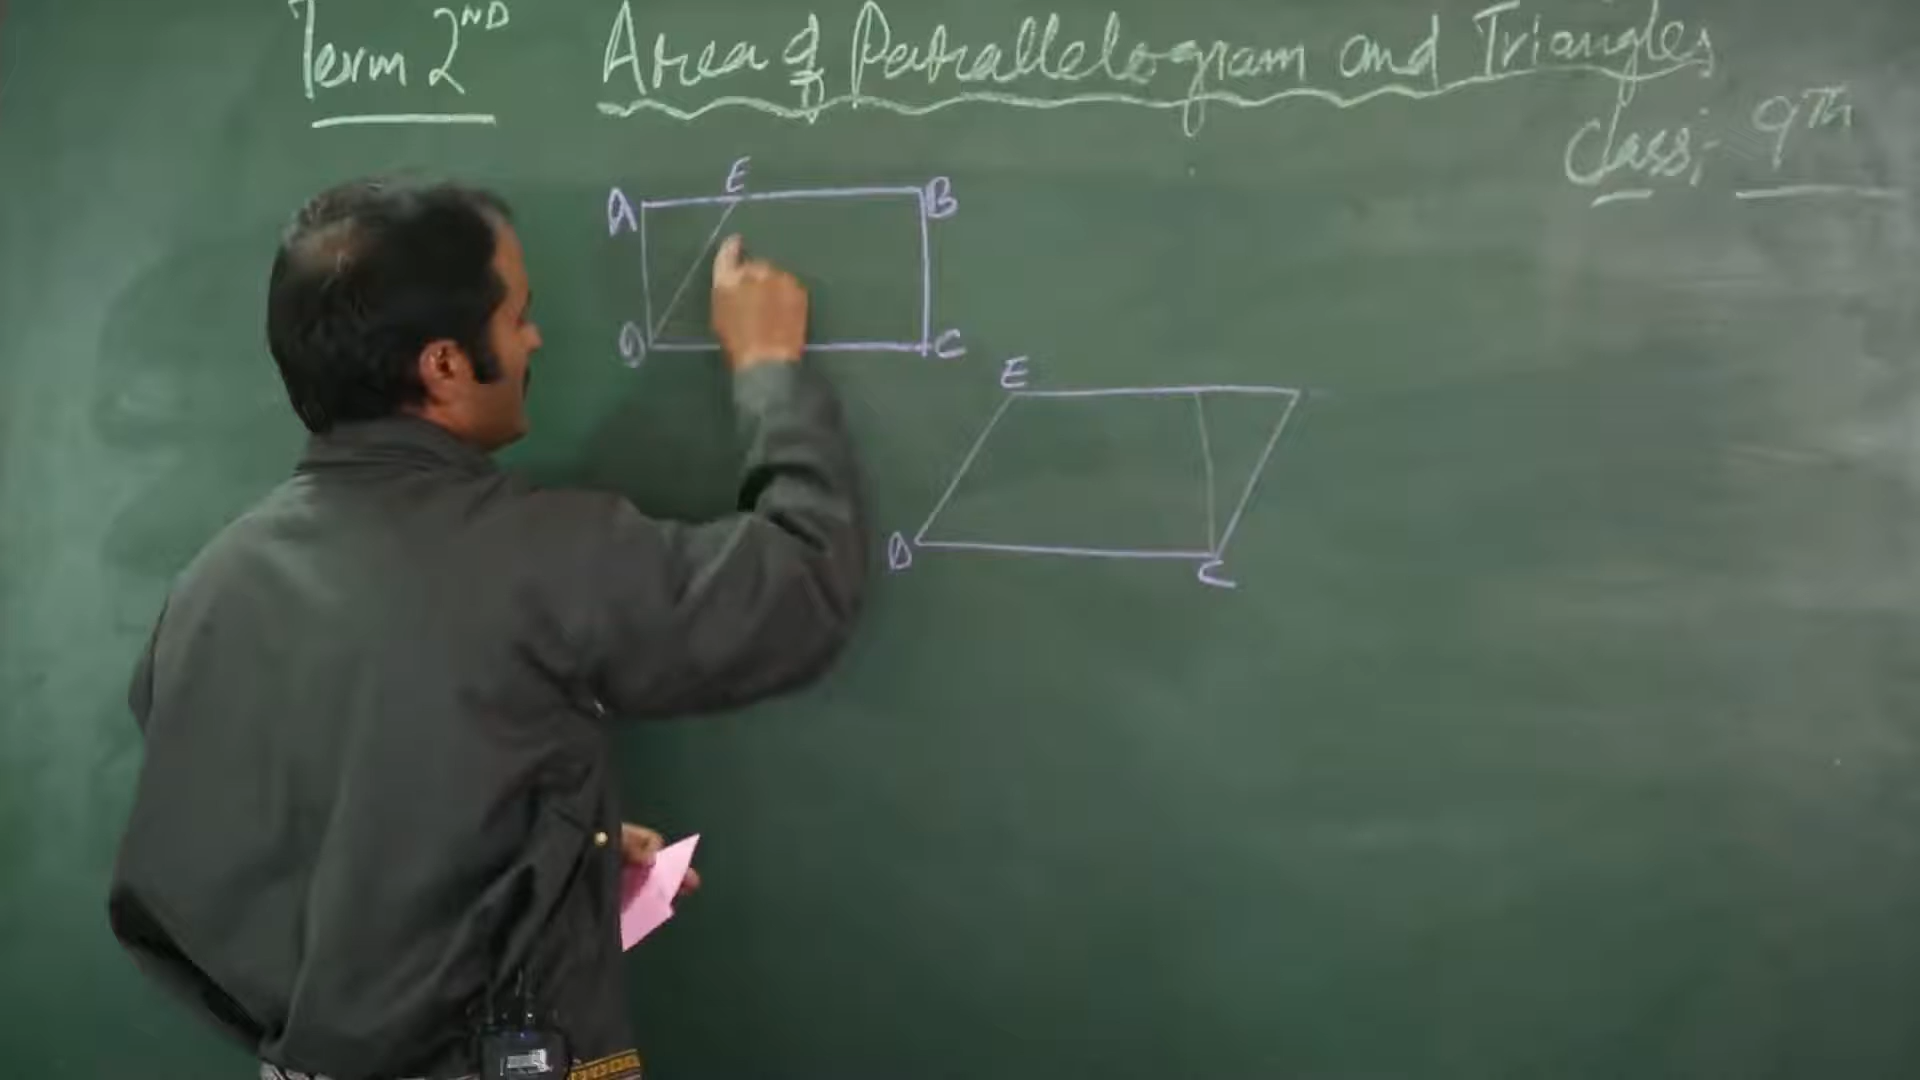 Term 2ND Area of Parallelogram and Triangles
Class:- 9Th
E
A B
D C
E
D C